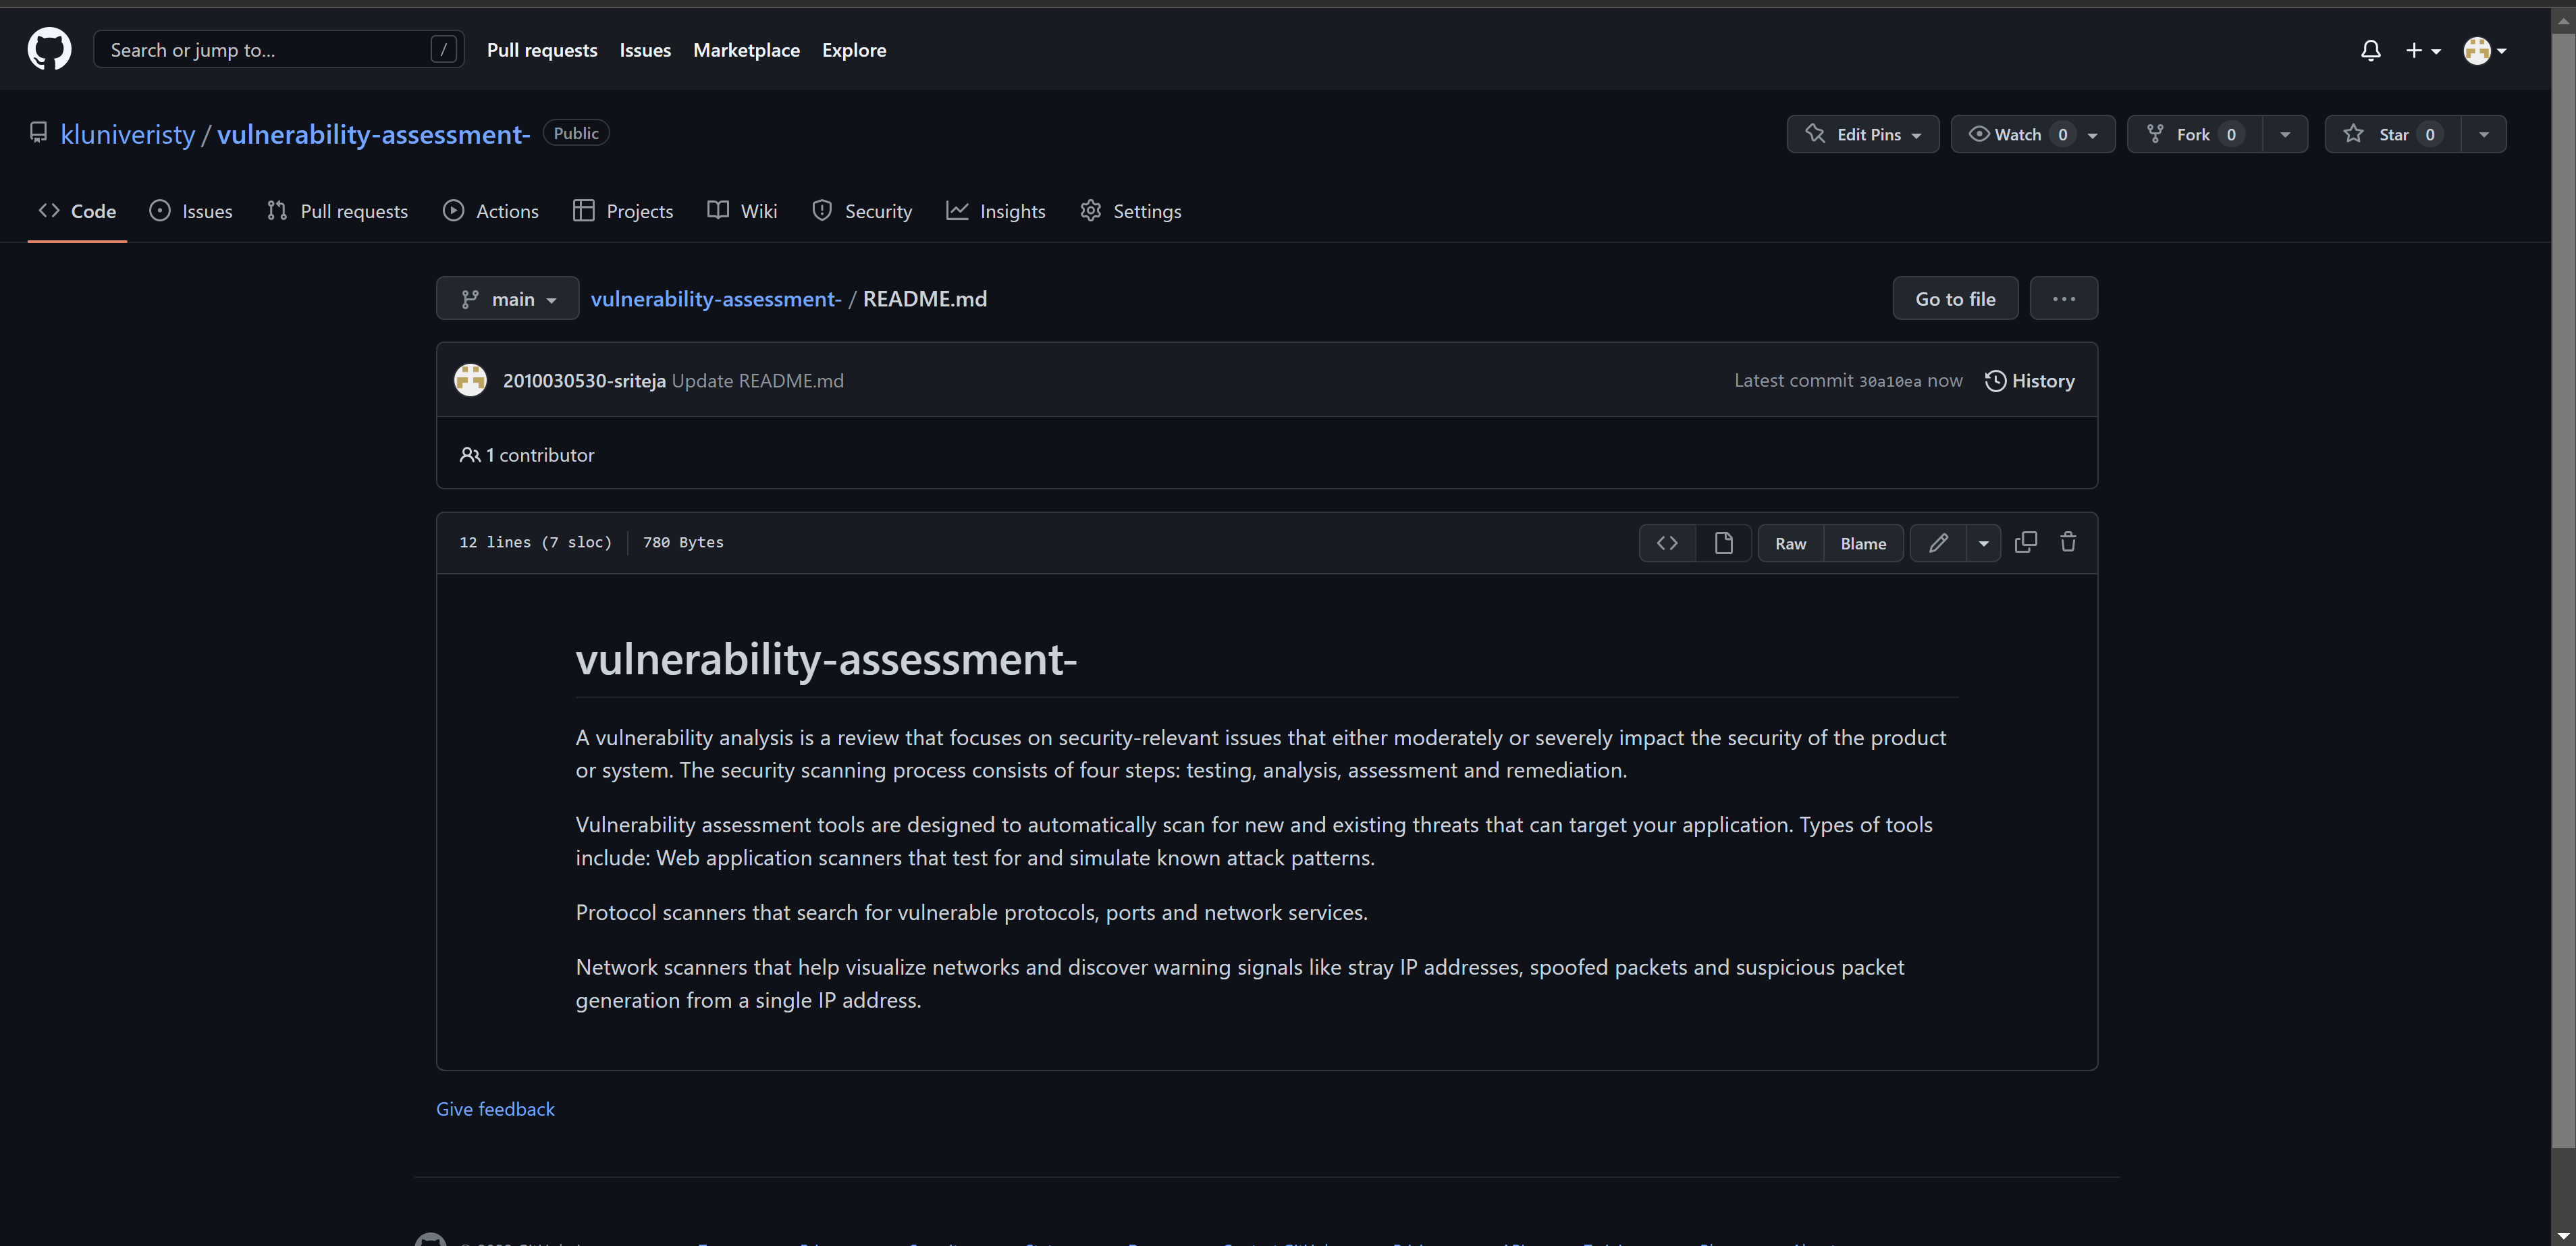 Search or jump to... / Pull requests Issues Marketplace Explore
kluniveristy / vulnerability-assessment- Public Edit Pins Watch 0 Fork 0 Star 0
Code Issues Pull requests Actions Projects Wiki Security Insights Settings
main vulnerability-assessment- / README.md Go to file ...
2010030530-sriteja Update README.md Latest commit 30a10ea now History
1 contributor
12 lines (7 sloc) 780 Bytes Raw Blame
vulnerability-assessment-
A vulnerability analysis is a review that focuses on security-relevant issues that either moderately or severely impact the security of the product
or system. The security scanning process consists of four steps: testing, analysis, assessment and remediation.
Vulnerability assessment tools are designed to automatically scan for new and existing threats that can target your application. Types of tools
include: Web application scanners that test for and simulate known attack patterns.
Protocol scanners that search for vulnerable protocols, ports and network services.
Network scanners that help visualize networks and discover warning signals like stray IP addresses, spoofed packets and suspicious packet
generation from a single IP address.
Give feedback